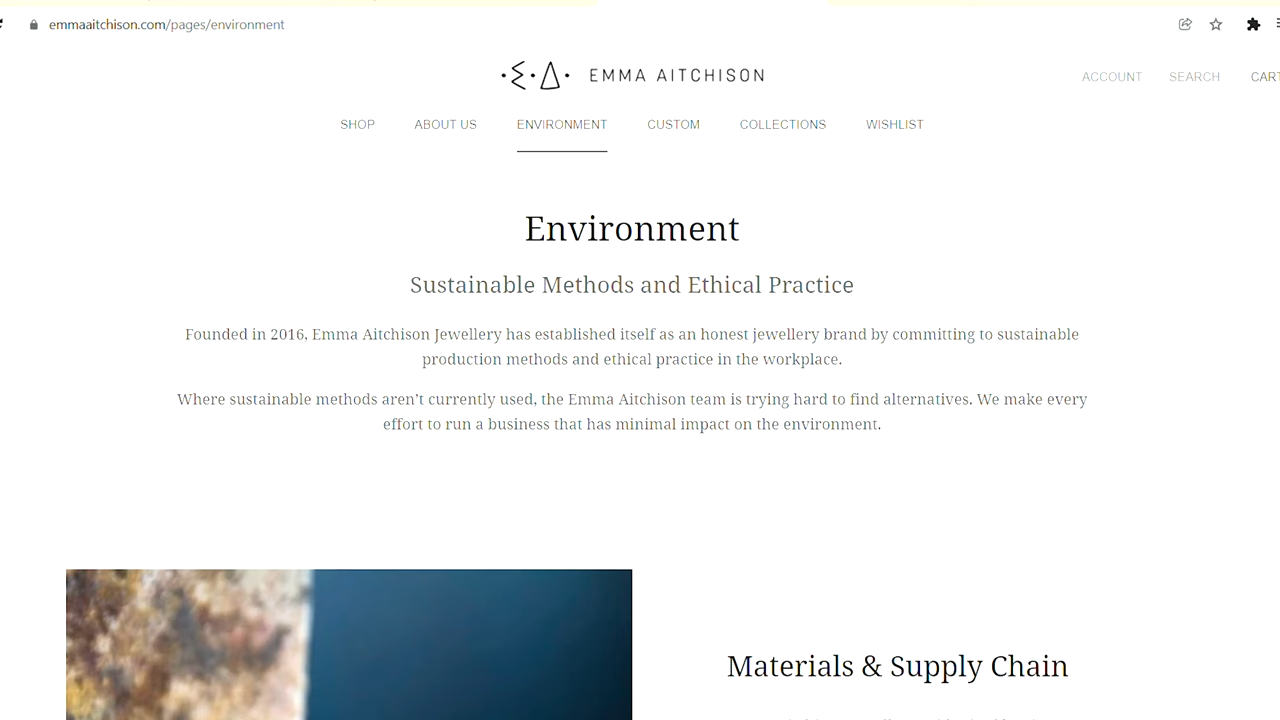 emmaaitchison.com/pages/environment
EMMA AITCHISON
ACCOUNT SEARCH CART
SHOP ABOUT US ENVIRONMENT CUSTOM COLLECTIONS WISHLIST
Environment
Sustainable Methods and Ethical Practice
Founded in 2016, Emma Aitchison Jewellery has established itself as an honest jewellery brand by committing to sustainable
production methods and ethical practice in the workplace.
Where sustainable methods aren’t currently used, the Emma Aitchison team is trying hard to find alternatives. We make every
effort to run a business that has minimal impact on the environment.
Materials & Supply Chain